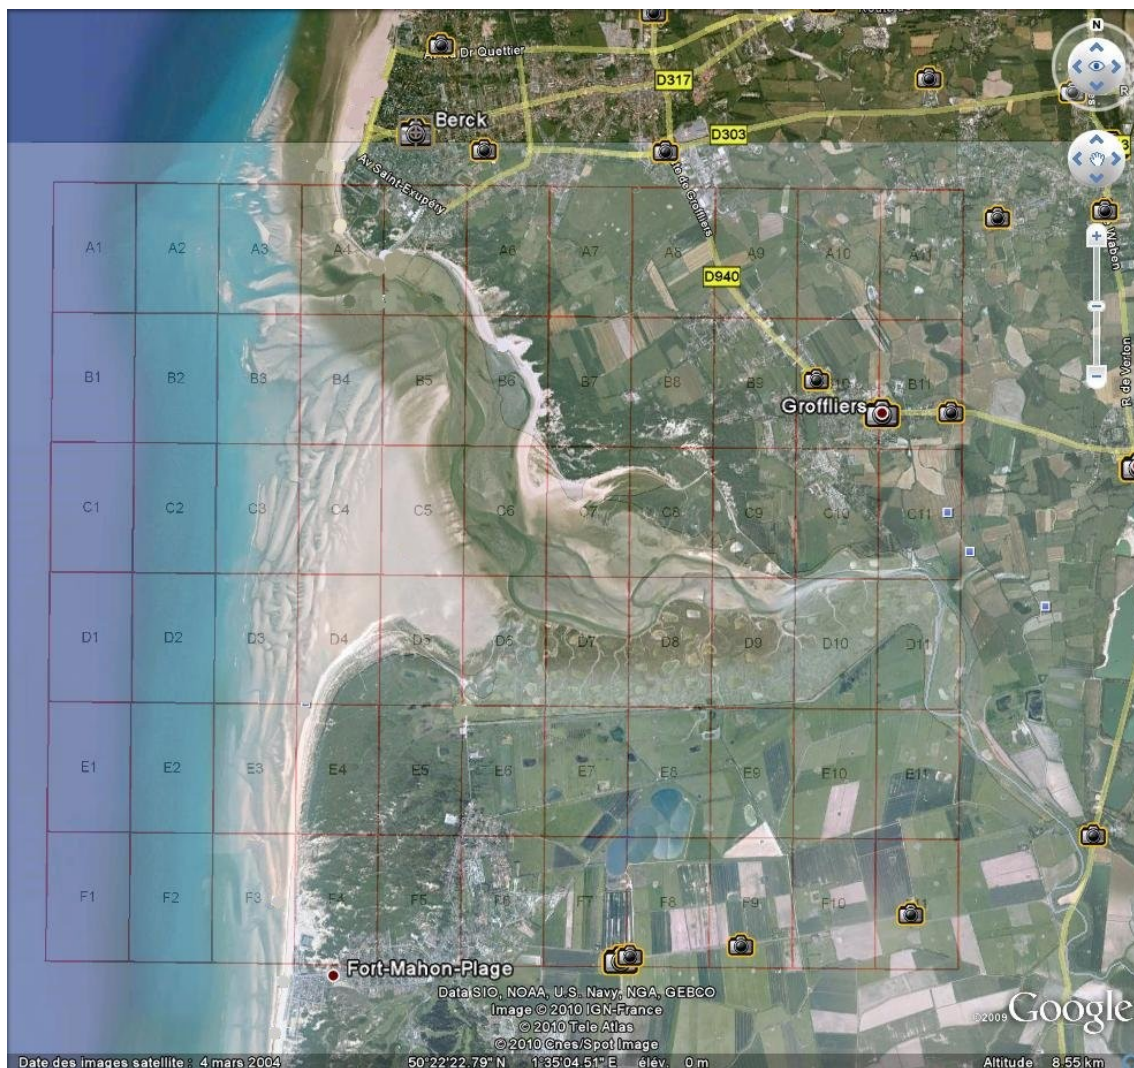 N
Dr Quettier
D317
Berck
D303
Av Saint-Exupéry
de Groffliers
A1 A2 A3 A4 A6 A7 A8 A9 A10 A11
D940
R. de Verton
B1 B2 B3 B4 B5 B6 B7 B8 B9 B11
Groffliers
C1 C2 C3 C4 C5 C6 C7 C8 C9 C10 C11
D1 D2 D3 D4 D5 D6 D7 D8 D9 D10 D11
E1 E2 E3 E4 E5 E6 E7 E8 E9 E10 E11
F1 F2 F3 F4 F5 F6 F7 F8 F9 F10
Fort-Mahon-Plage
Data SIO, NOAA, U.S. Navy, NGA, GEBCO
Image © 2010 IGN-France
© 2010 Tele Atlas
© 2010 Cnes/Spot Image
©2009 Google
Date des images satellite : 4 mars 2004 50°22'22.79" N 1°35'04.51" E élév. 0 m Altitude 8.55 km